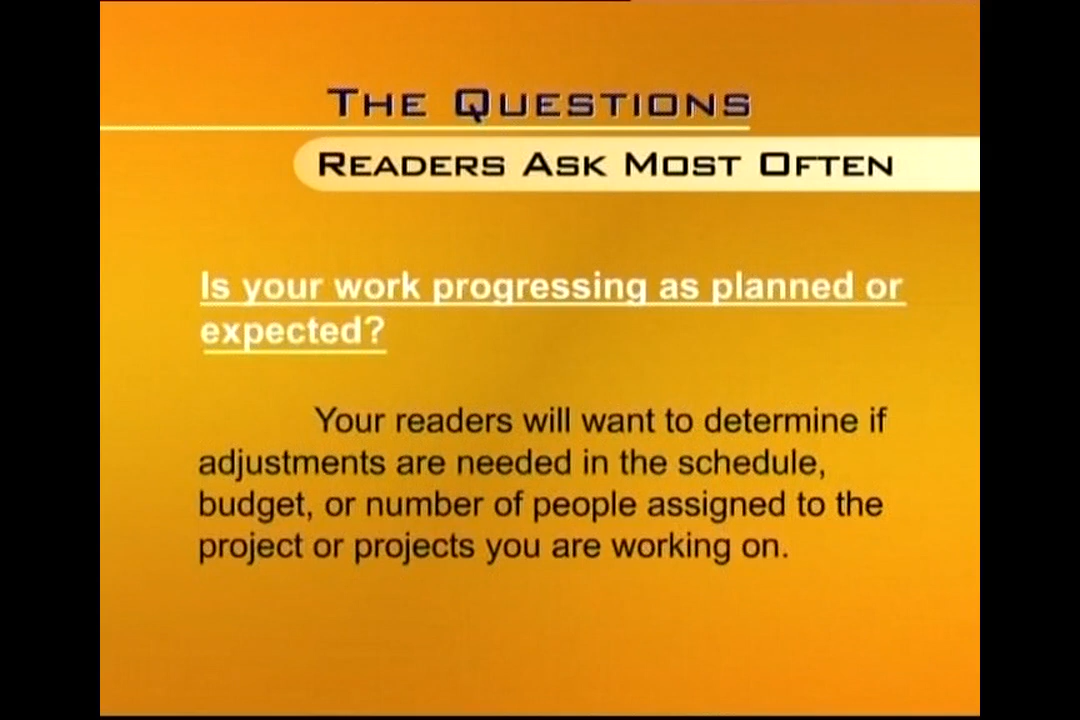 The Questions
Readers Ask Most Often
Is your work progressing as planned or
expected?
Your readers will want to determine if
adjustments are needed in the schedule,
budget, or number of people assigned to the
project or projects you are working on.